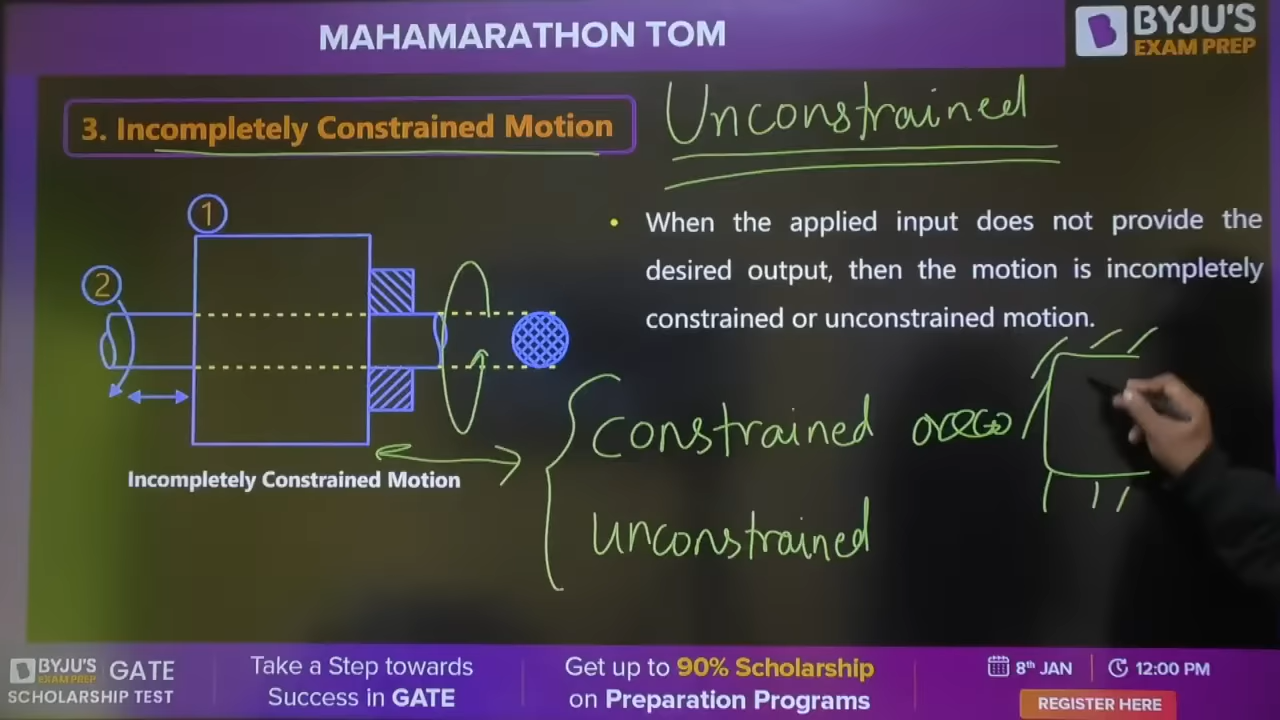 MAHAMARATHON TOM
BYJU'S
EXAM PREP
3. Incompletely Constrained Motion
Unconstrained
1
2
• When the applied input does not provide the
desired output, then the motion is incompletely
constrained or unconstrained motion.
constrained
unconstrained
Incompletely Constrained Motion
BYJU'S
EXAM PREP
GATE
SCHOLARSHIP TEST
Take a Step towards
Success in GATE
Get up to 90% Scholarship
on Preparation Programs
8th JAN
12:00 PM
REGISTER HERE